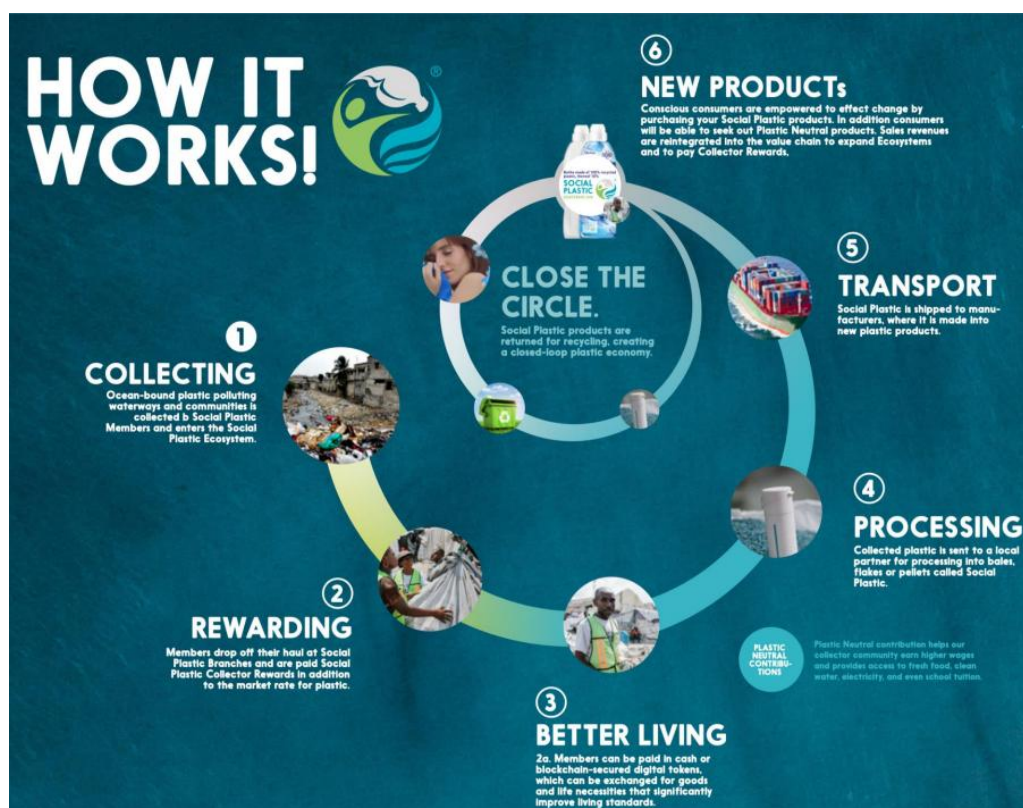 HOW IT
WORKS!
®
6
NEW PRODUCTs
Conscious consumers are empowered to effect change by
purchasing your Social Plastic products. In addition consumers
will be able to seek out Plastic Neutral products. Sales revenues
are reintegrated into the value chain to expand Ecosystems
and to pay Collector Rewards.
SOCIAL
PLASTIC
5
TRANSPORT
Social Plastic is shipped to manu-
facturers, where it is made into
new plastic products.
CLOSE THE
CIRCLE.
Social Plastic products are
returned for recycling, creating
a closed-loop plastic economy.
1
COLLECTING
Ocean-bound plastic polluting
waterways and communities is
collected b Social Plastic
Members and enters the Social
Plastic Ecosystem.
4
PROCESSING
Collected plastic is sent to a local
partner for processing into bales,
flakes or pellets called Social
Plastic.
2
REWARDING
Members drop off their haul at Social
Plastic Branches and are paid Social
Plastic Collector Rewards in addition
to the market rate for plastic.
PLASTIC
NEUTRAL
CONTRIBU-
TIONS
Plastic Neutral contribution helps our
collector community earn higher wages
and provides access to fresh food, clean
water, electricity, and even school tuition.
3
BETTER LIVING
2a. Members can be paid in cash or
blockchain-secured digital tokens,
which can be exchanged for goods
and life necessities that significantly
improve living standards.